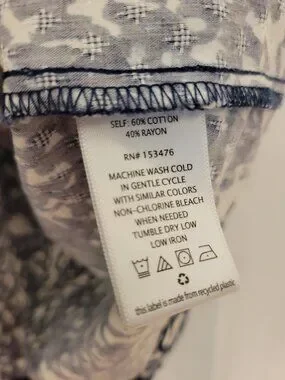 SELF: 60% COTTON
40% RAYON
RN# 153476
MACHINE WASH COLD
IN GENTLE CYCLE
WITH SIMILAR COLORS
NON-CHLORINE BLEACH
WHEN NEEDED
TUMBLE DRY LOW
LOW IRON
this label is made from recycled plastic